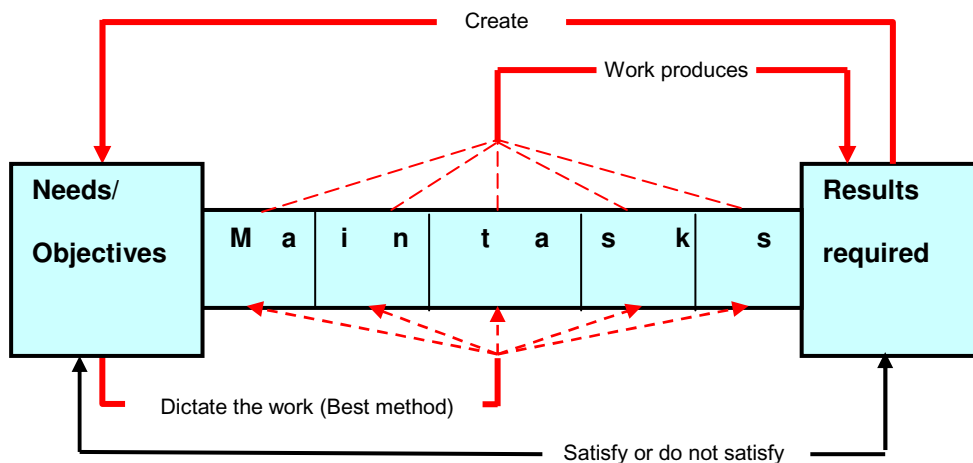 Create
Work produces
Needs/
Objectives
M a i n t a s k s
Results
required
Dictate the work (Best method)
Satisfy or do not satisfy